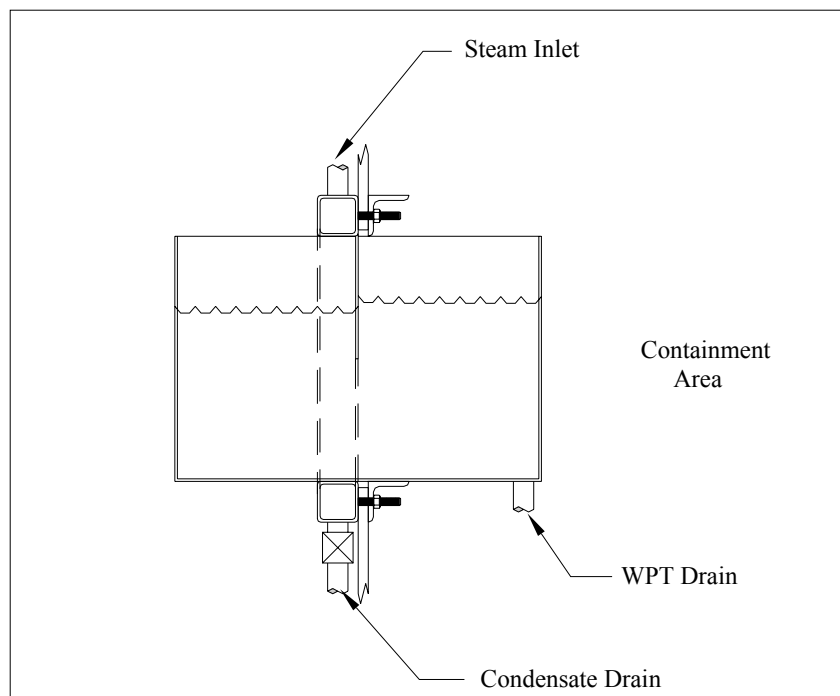 Steam Inlet
Containment
Area
WPT Drain
Condensate Drain